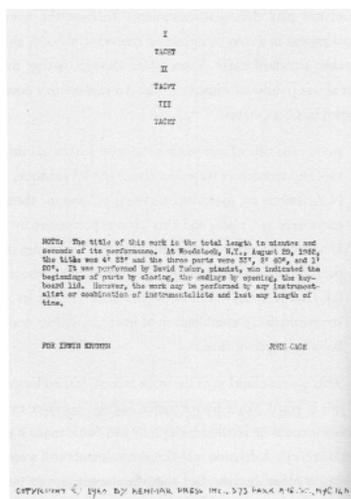 I
TACET
II
TACET
III
TACET
NOTE: The title of this work is the total length in minutes and
seconds of its performance. At Woodstock, N.Y., August 29, 1952,
the title was 4' 33" and the three parts were 33", 2' 40", and 1'
20". It was performed by David Tudor, pianist, who indicated the
beginnings of parts by closing, the endings by opening, the key-
board lid. However, the work may be performed by any instrument-
alist or combination of instrumentalists and last any length of
time.
FOR IRWIN KREMEN JOHN CAGE
COPYRIGHT © 1960 BY HENMAR PRESS INC., 373 PARK AVE. SO., NYC 16 N